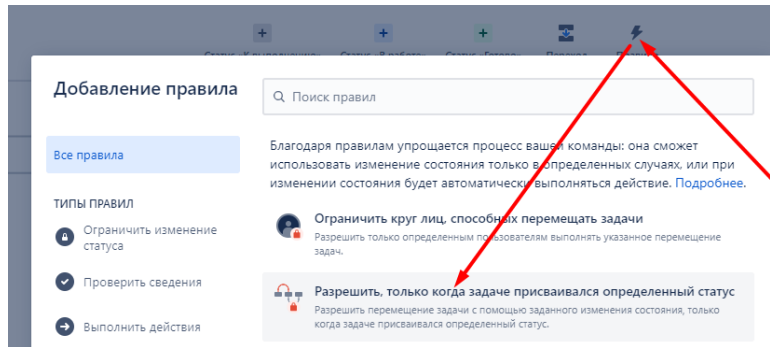 Добавление правила
Поиск правил
Все правила
Благодаря правилам упрощается процесс вашей команды: она сможет
использовать изменение состояния только в определенных случаях, или при
изменении состояния будет автоматически выполняться действие. Подробнее.
ТИПЫ ПРАВИЛ
Ограничить изменение
статуса
Проверить сведения
Выполнить действия
Ограничить круг лиц, способных перемещать задачи
Разрешить только определенным пользователям выполнять указанное перемещение
задач.
Разрешить, только когда задаче присваивался определенный статус
Разрешить перемещение задачи с помощью заданного изменения состояния, только
когда задаче присваивался определенный статус.